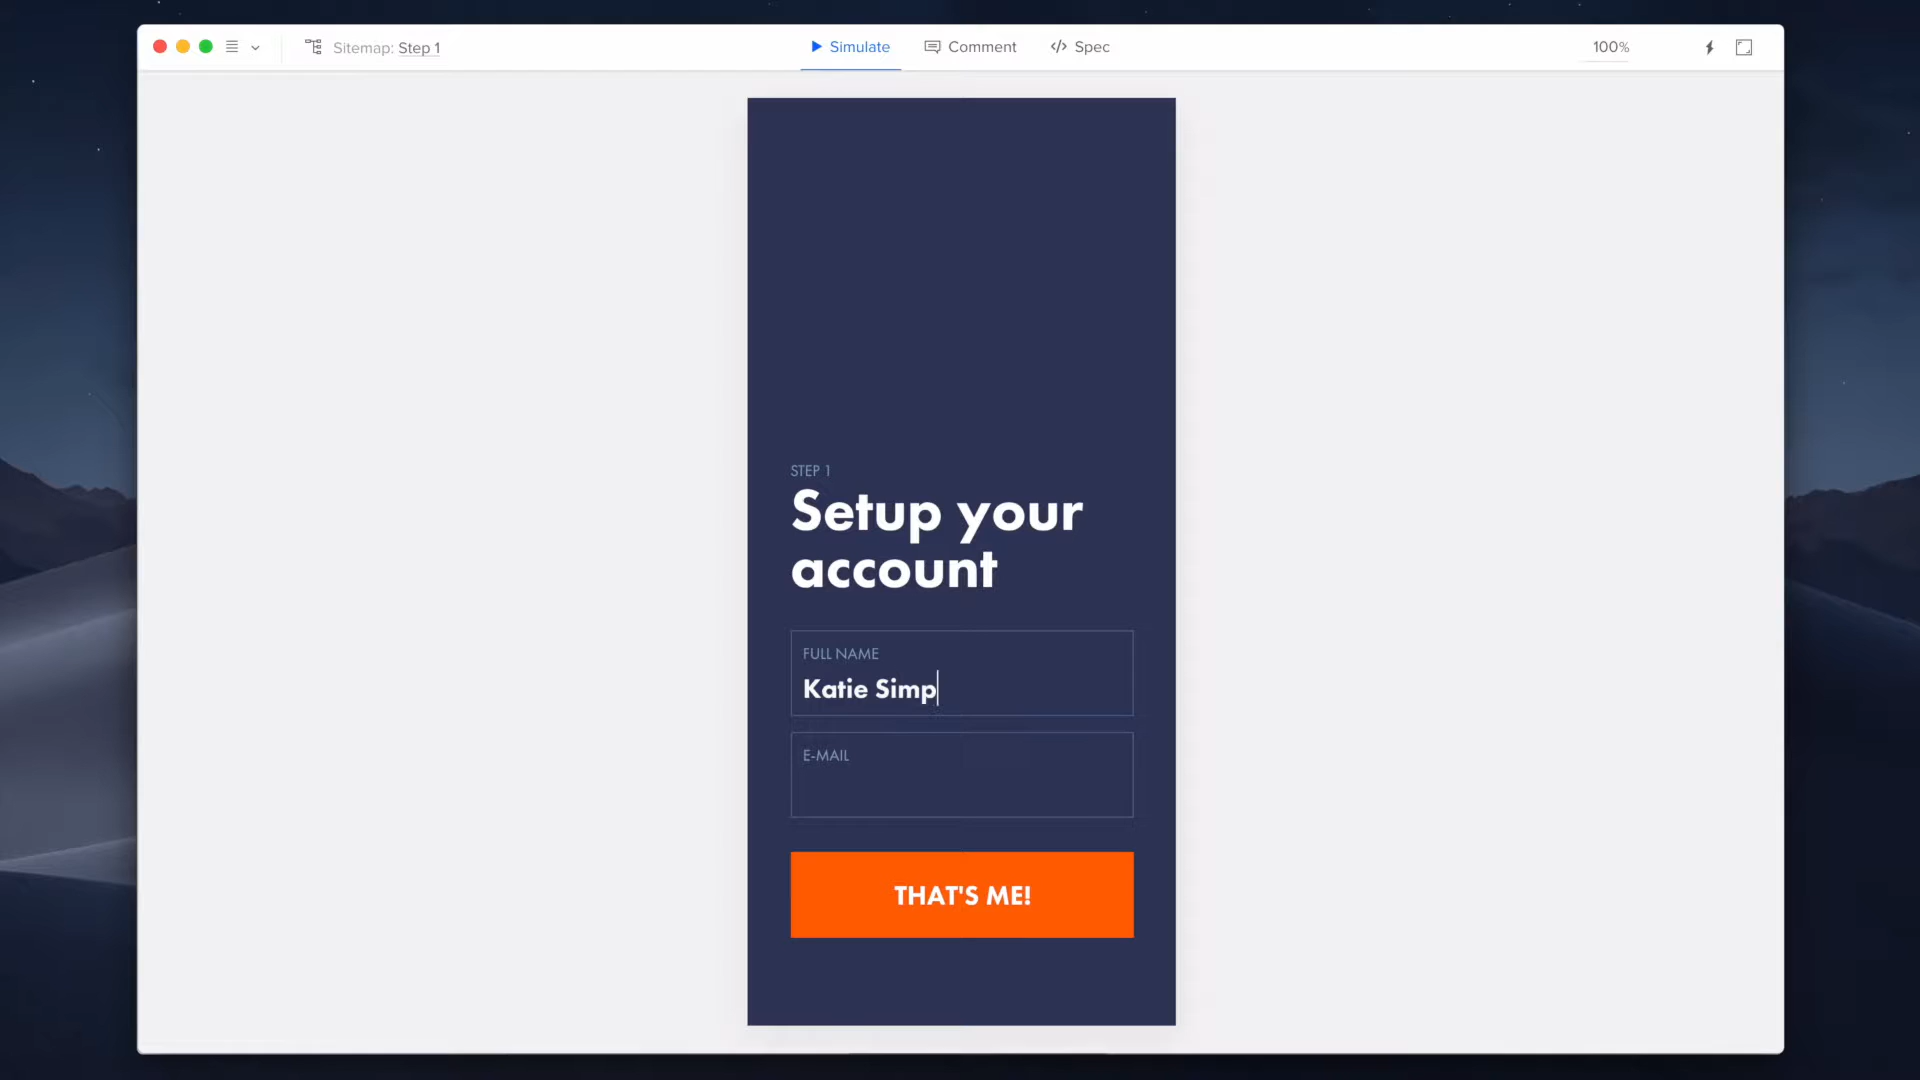 Sitemap: Step 1
Simulate
Comment
</> Spec
100%
STEP 1
Setup your
account
FULL NAME
Katie Simp
E-MAIL
THAT'S ME!